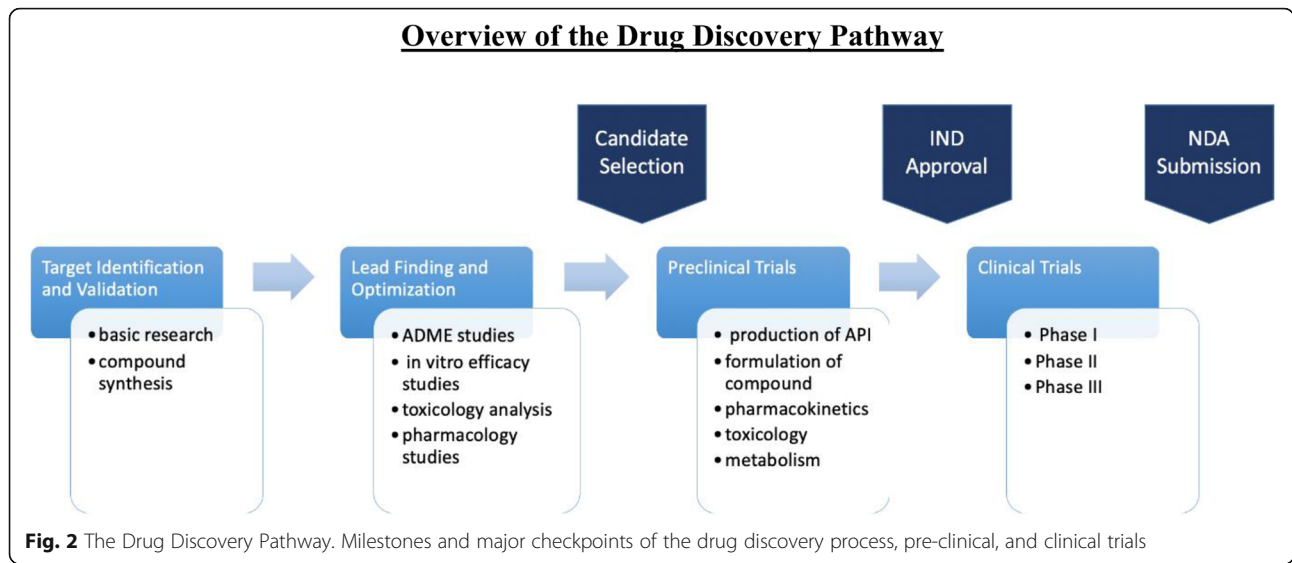 Overview of the Drug Discovery Pathway
Candidate
Selection
IND
Approval
NDA
Submission
Target Identification
and Validation
• basic research
• compound
synthesis
Lead Finding and
Optimization
• ADME studies
• in vitro efficacy
studies
• toxicology analysis
• pharmacology
studies
Preclinical Trials
• production of API
• formulation of
compound
• pharmacokinetics
• toxicology
• metabolism
Clinical Trials
• Phase I
• Phase II
• Phase III
Fig. 2 The Drug Discovery Pathway. Milestones and major checkpoints of the drug discovery process, pre-clinical, and clinical trials